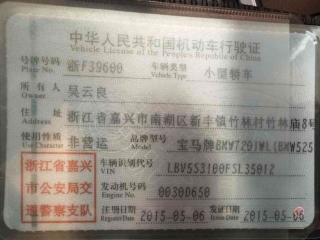 中华人民共和国机动车行驶证
Vehicle License of the People's Republic of China
号牌号码 浙F39600 车辆类型 小型轿车
Plate No. Vehicle Type
所有人 吴云良
Owner
住址 浙江省嘉兴市南湖区新丰镇竹林村竹林庙8号
Address
使用性质 非营运 品牌型号 宝马牌BMW7201WL(BMW525
Use Character Model
浙江省嘉兴
市公安局交
通警察支队
车辆识别代号 LBV5S3100FSL35012
VIN
发动机号码 00300650
Engine No.
注册日期 2015-05-06 发证日期 2015-05-06
Register Date Issue Date